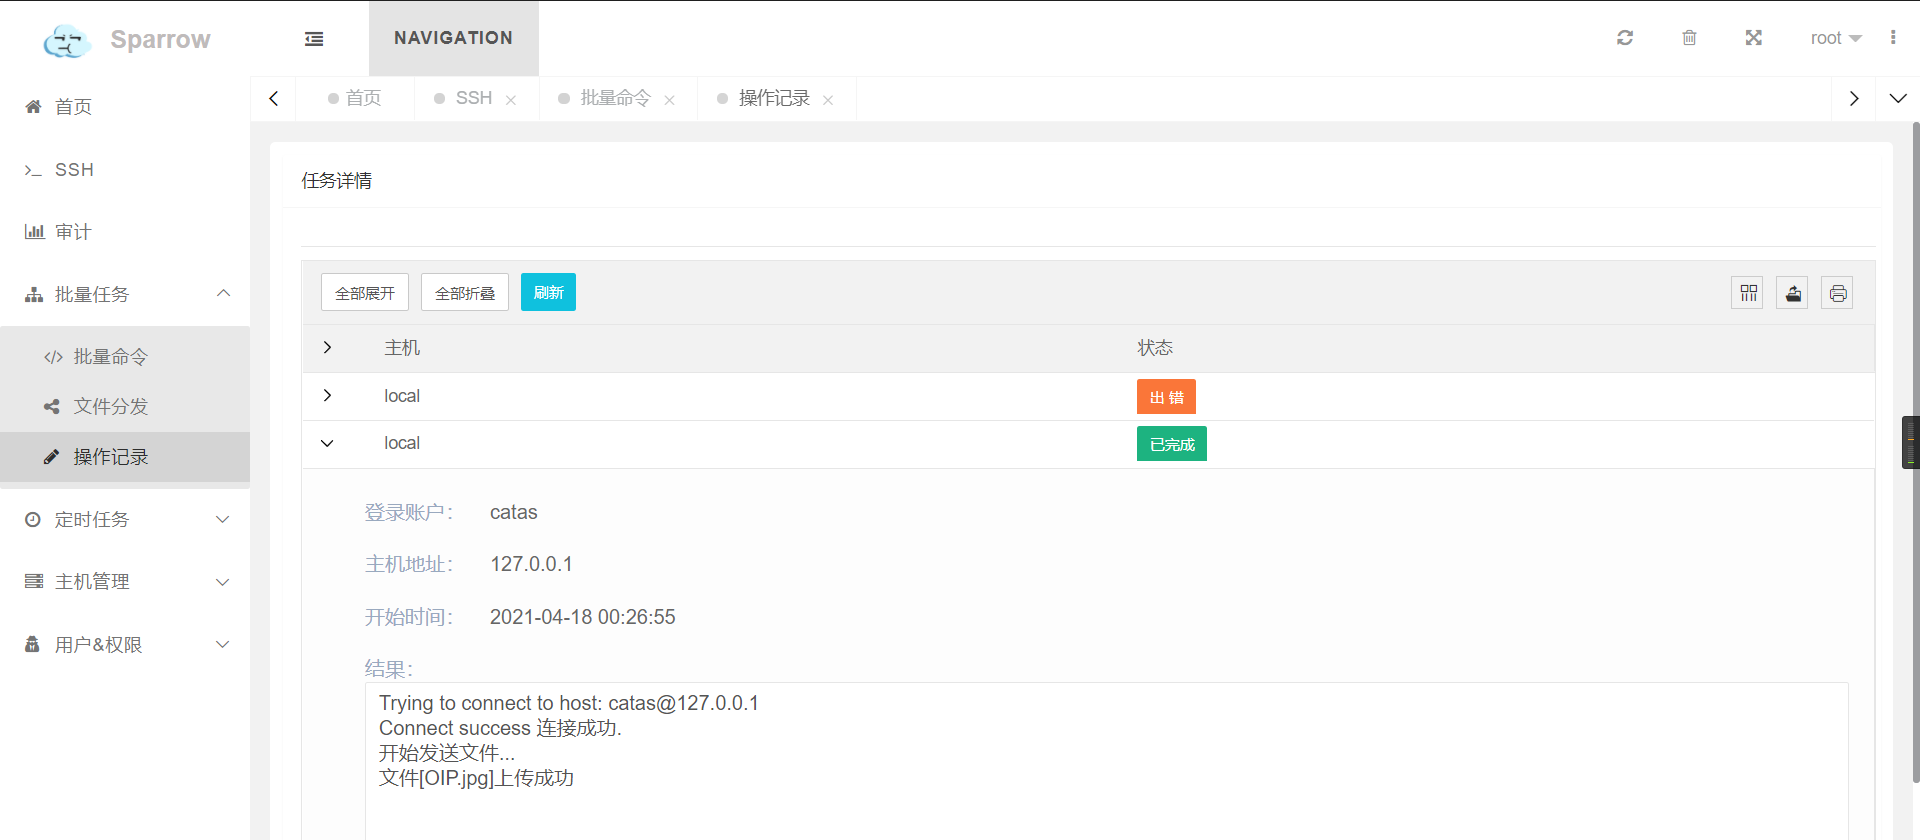 Sparrow
NAVIGATION
root
首页
SSH
批量命令
操作记录
首页
SSH
审计
批量任务
批量命令
文件分发
操作记录
定时任务
主机管理
用户&权限
任务详情
全部展开
全部折叠
刷新
主机
状态
local
出 错
local
已完成
登录账户：
catas
主机地址：
127.0.0.1
开始时间：
2021-04-18 00:26:55
结果：
Trying to connect to host: catas@127.0.0.1
Connect success 连接成功.
开始发送文件...
文件[OIP.jpg]上传成功